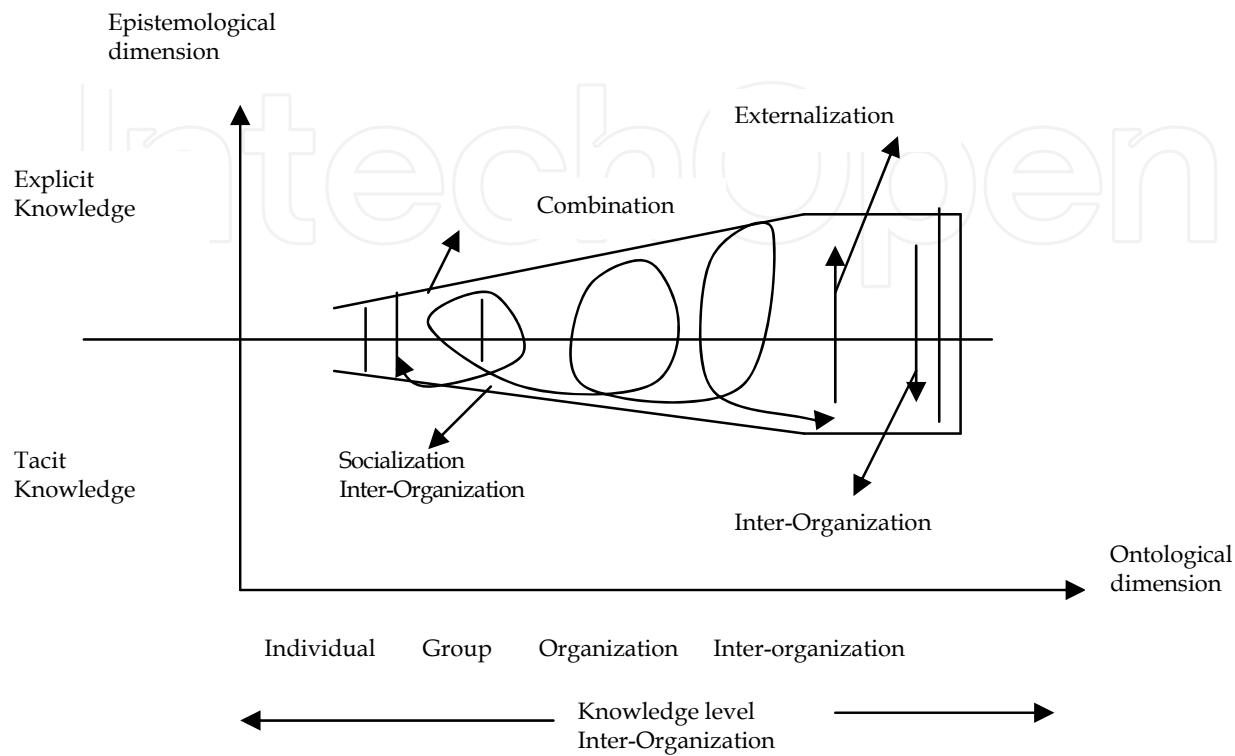 Epistemological
dimension
IntechOpen
Externalization
Explicit
Knowledge
Combination
Tacit
Knowledge
Socialization
Inter-Organization
Inter-Organization
Ontological
dimension
Individual Group Organization Inter-organization
Knowledge level
Inter-Organization